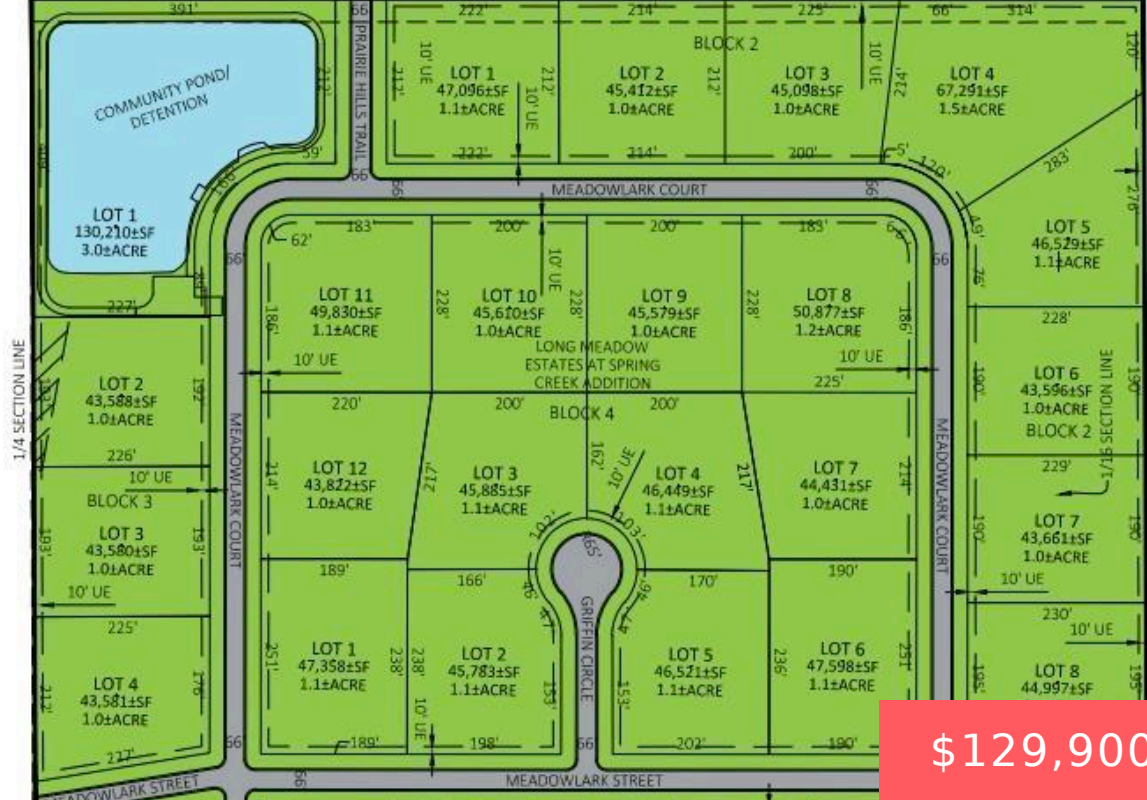 391'
66'
222'
214'
225'
66'
314'
BLOCK 2
10' UE
10' UE
120'
PRAIRIE HILLS TRAIL
COMMUNITY POND/
DETENTION
212'
212'
LOT 1
47,096±SF
1.1±ACRE
212'
10' UE
LOT 2
45,412±SF
1.0±ACRE
212'
LOT 3
45,098±SF
1.0±ACRE
LOT 4
67,291±SF
1.5±ACRE
59'
222'
214'
200'
5'
120'
283'
66'
66'
MEADOWLARK COURT
66'
276'
LOT 1
130,210±SF
3.0±ACRE
49'
LOT 5
46,529±SF
1.1±ACRE
183'
200'
200'
183'
62'
66'
66'
66'
10' UE
76'
227'
LOT 11
49,830±SF
1.1±ACRE
186'
228'
LOT 10
45,610±SF
1.0±ACRE
228'
LOT 9
45,579±SF
1.0±ACRE
228'
LOT 8
50,877±SF
1.2±ACRE
186'
228'
1/4 SECTION LINE
10' UE
LONG MEADOW
ESTATES AT SPRING
CREEK ADDITION
10' UE
225'
LOT 2
43,588±SF
1.0±ACRE
192'
LOT 6
43,596±SF
1.0±ACRE
190'
190'
BLOCK 2
1/16 SECTION LINE
220'
200'
200'
BLOCK 4
226'
229'
MEADOWLARK COURT
MEADOWLARK COURT
10' UE
BLOCK 3
LOT 12
43,822±SF
1.0±ACRE
214'
217'
LOT 3
45,885±SF
1.1±ACRE
162'
10' UE
LOT 4
46,449±SF
1.1±ACRE
217'
LOT 7
44,431±SF
1.0±ACRE
214'
LOT 3
43,580±SF
1.0±ACRE
193'
193'
102'
103'
LOT 7
43,661±SF
1.0±ACRE
190'
190'
10' UE
189'
166'
46'
46'
170'
190'
10' UE
225'
47'
47'
230'
10' UE
GRIFFIN CIRCLE
251'
LOT 1
47,358±SF
1.1±ACRE
238'
238'
LOT 2
45,783±SF
1.1±ACRE
153'
153'
LOT 5
46,521±SF
1.1±ACRE
236'
LOT 6
47,598±SF
1.1±ACRE
251'
LOT 4
43,581±SF
1.0±ACRE
212'
176'
LOT 8
44,997±SF
195'
195'
10' UE
227'
66'
189'
198'
66'
202'
190'
66'
MEADOWLARK STREET
MEADOWLARK STREET
$129,900